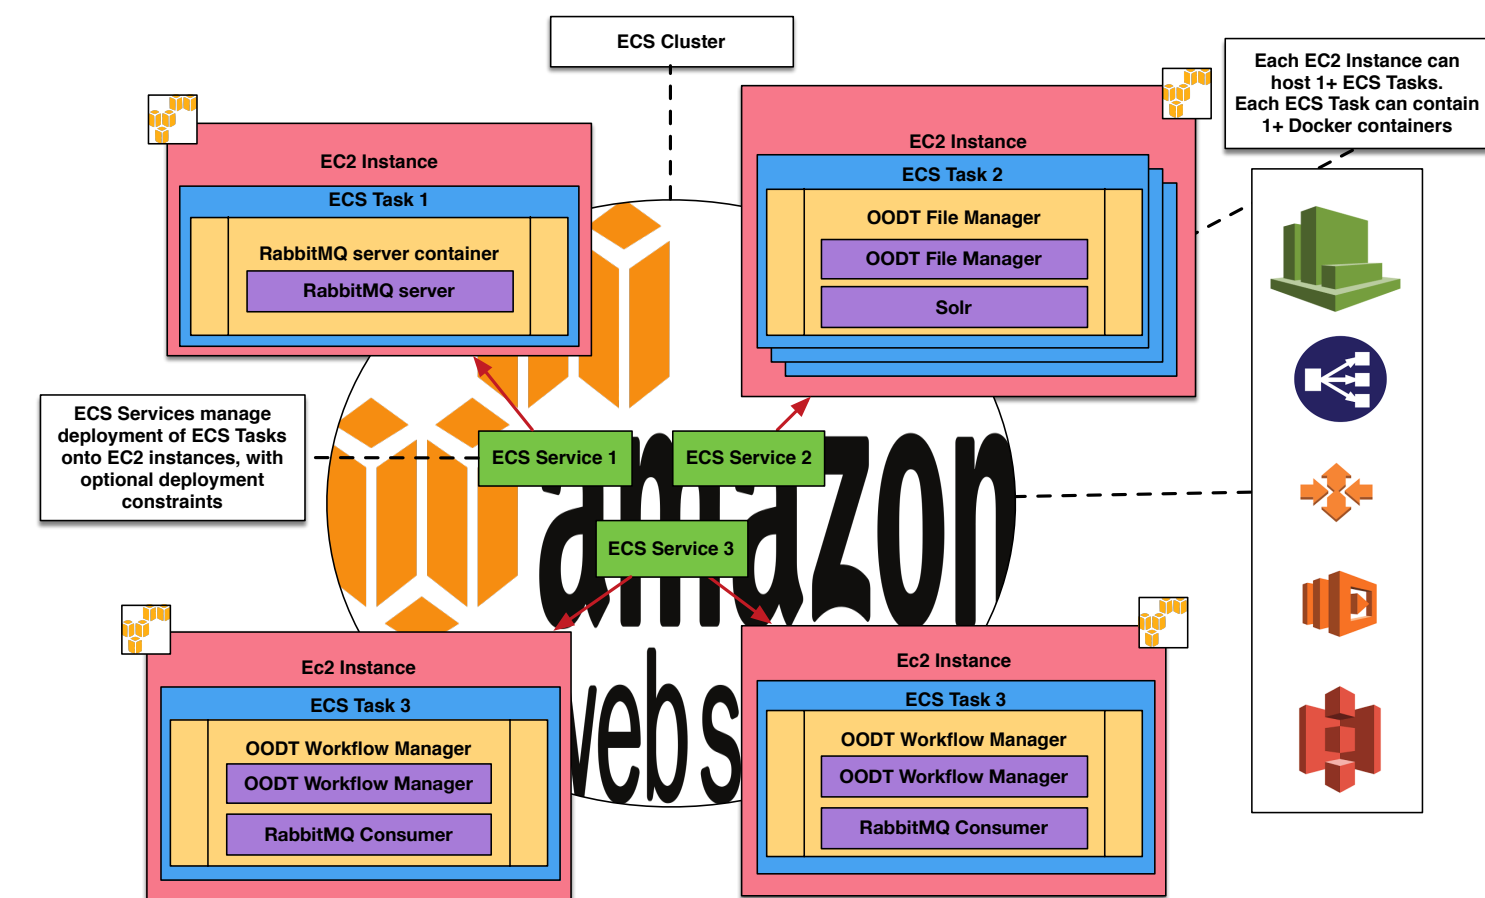 ECS Cluster
Each EC2 Instance can
host 1+ ECS Tasks.
Each ECS Task can contain
1+ Docker containers
EC2 Instance
ECS Task 1
RabbitMQ server container
RabbitMQ server
EC2 Instance
ECS Task 2
OODT File Manager
OODT File Manager
Solr
ECS Services manage
deployment of ECS Tasks
onto EC2 instances, with
optional deployment
constraints
ECS Service 1
ECS Service 2
ECS Service 3
amazon
web s
Ec2 Instance
ECS Task 3
OODT Workflow Manager
OODT Workflow Manager
RabbitMQ Consumer
Ec2 Instance
ECS Task 3
OODT Workflow Manager
OODT Workflow Manager
RabbitMQ Consumer